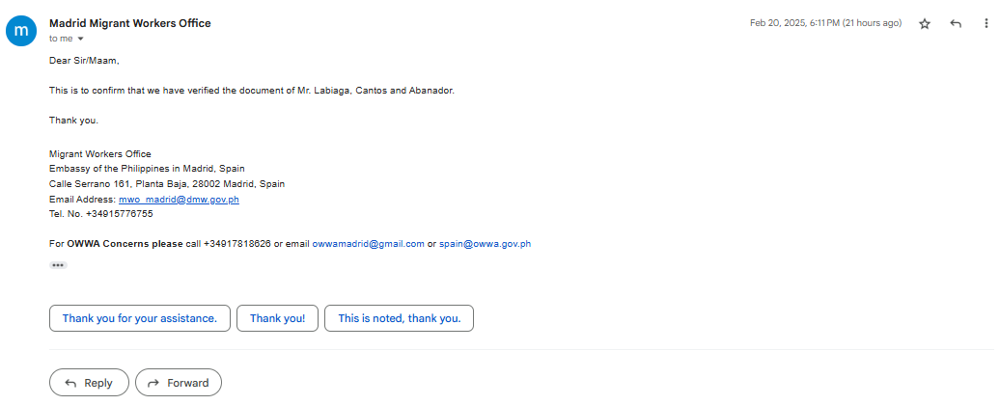 m
Madrid Migrant Workers Office
Feb 20, 2025, 6:11 PM (21 hours ago)
to me
Dear Sir/Maam,
This is to confirm that we have verified the document of Mr. Labiaga, Cantos and Abanador.
Thank you.
Migrant Workers Office
Embassy of the Philippines in Madrid, Spain
Calle Serrano 161, Planta Baja, 28002 Madrid, Spain
Email Address: mwo_madrid@dmw.gov.ph
Tel. No. +34915776755
For OWWA Concerns please call +34917818626 or email owwamadrid@gmail.com or spain@owwa.gov.ph
Thank you for your assistance.
Thank you!
This is noted, thank you.
Reply
Forward